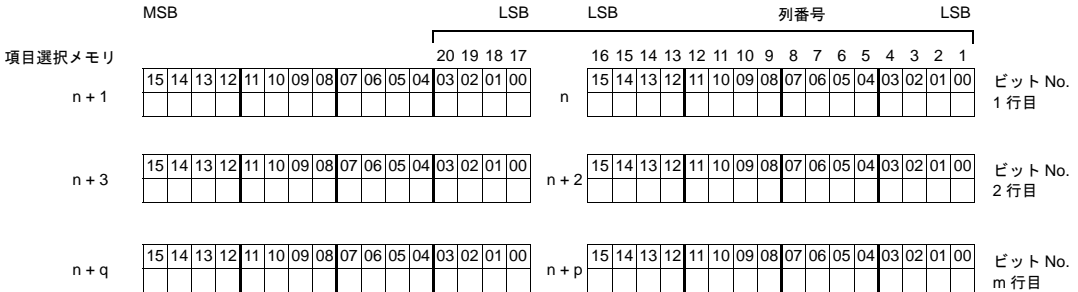 MSB LSB LSB 列番号 LSB
項目選択メモリ 20 19 18 17 16 15 14 13 12 11 10 9 8 7 6 5 4 3 2 1
15 14 13 12 11 10 09 08 07 06 05 04 03 02 01 00 15 14 13 12 11 10 09 08 07 06 05 04 03 02 01 00 ビット No.
n + 1 n 1 行目
15 14 13 12 11 10 09 08 07 06 05 04 03 02 01 00 15 14 13 12 11 10 09 08 07 06 05 04 03 02 01 00 ビット No.
n + 3 n + 2 2 行目
15 14 13 12 11 10 09 08 07 06 05 04 03 02 01 00 15 14 13 12 11 10 09 08 07 06 05 04 03 02 01 00 ビット No.
n + q n + p m 行目